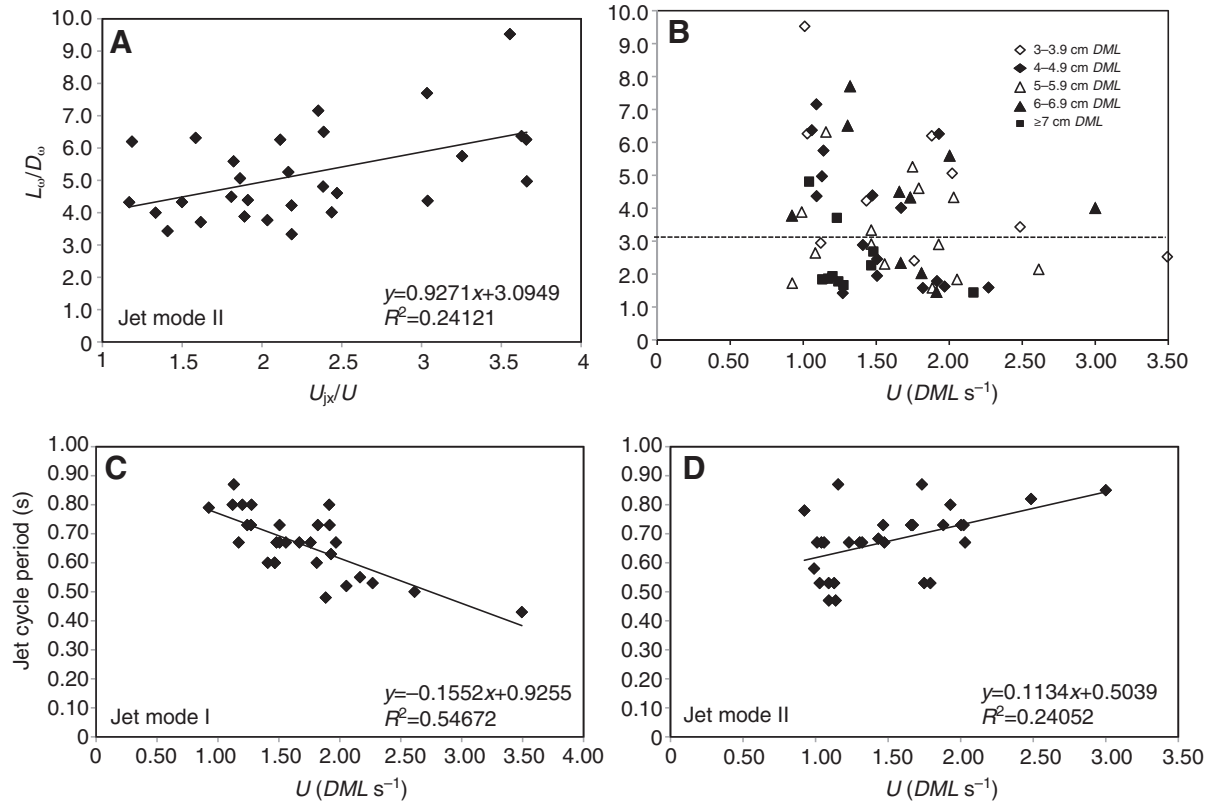 A
10.0
9.0
8.0
7.0
6.0
5.0
4.0
3.0
2.0
1.0
0
Lω/Dω
y=0.9271x+3.0949
R²=0.24121
Jet mode II
1 1.5 2 2.5 3 3.5 4
Ujx/U
B
10.0
9.0
8.0
7.0
6.0
5.0
4.0
3.0
2.0
1.0
0
3–3.9 cm DML
4–4.9 cm DML
5–5.9 cm DML
6–6.9 cm DML
≥7 cm DML
0 0.50 1.00 1.50 2.00 2.50 3.00 3.50
U (DML s⁻¹)
C
1.00
0.90
0.80
0.70
0.60
0.50
0.40
0.30
0.20
0.10
0
Jet cycle period (s)
y=–0.1552x+0.9255
R²=0.54672
Jet mode I
0 1.00 1.50 2.00 2.50 3.00 3.50 4.00
U (DML s⁻¹)
D
1.00
0.90
0.80
0.70
0.60
0.50
0.40
0.30
0.20
0.10
0
y=0.1134x+0.5039
R²=0.24052
Jet mode II
0 0.50 1.00 1.50 2.00 2.50 3.00 3.50
U (DML s⁻¹)